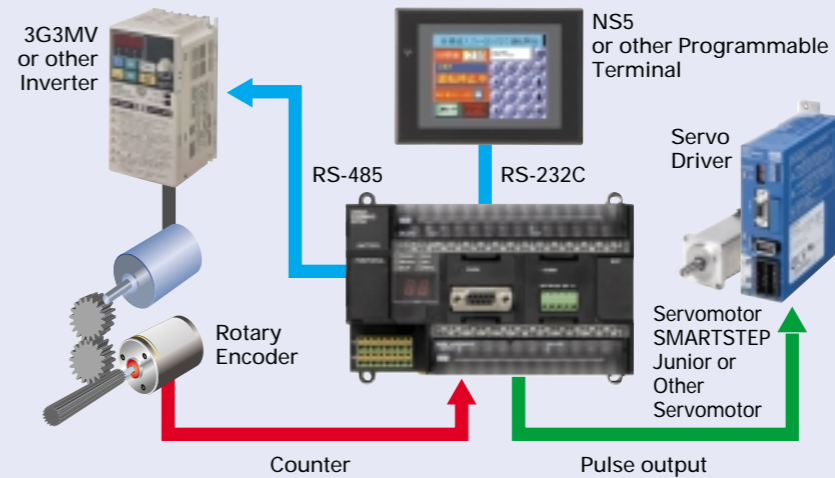 3G3MV
or other
Inverter
NS5
or other Programmable
Terminal
Servo
Driver
RS-485
RS-232C
Rotary
Encoder
Servomotor
SMARTSTEP
Junior or
Other
Servomotor
Counter
Pulse output